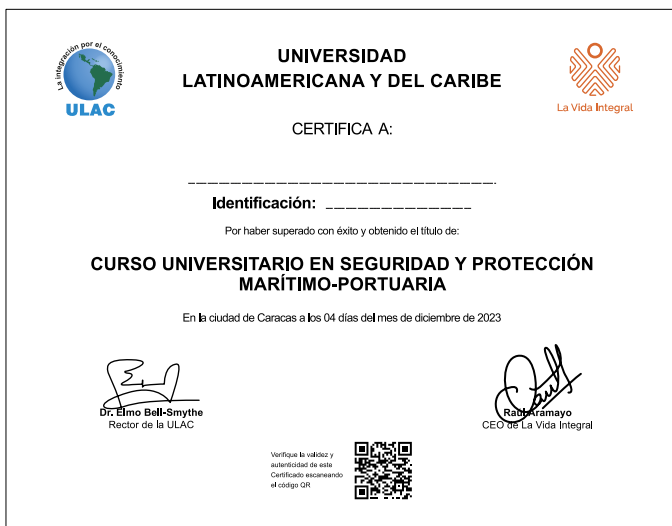 La integración por el conocimiento
ULAC
UNIVERSIDAD
LATINOAMERICANA Y DEL CARIBE
La Vida Integral
CERTIFICA A:
Identificación:
Por haber superado con éxito y obtenido el título de:
CURSO UNIVERSITARIO EN SEGURIDAD Y PROTECCIÓN
MARÍTIMO-PORTUARIA
En la ciudad de Caracas a los 04 días del mes de diciembre de 2023
Dr. Elmo Bell-Smythe
Rector de la ULAC
Raúl Aramayo
CEO de La Vida Integral
Verifique la validez y
autenticidad de este
Certificado escaneando
el código QR